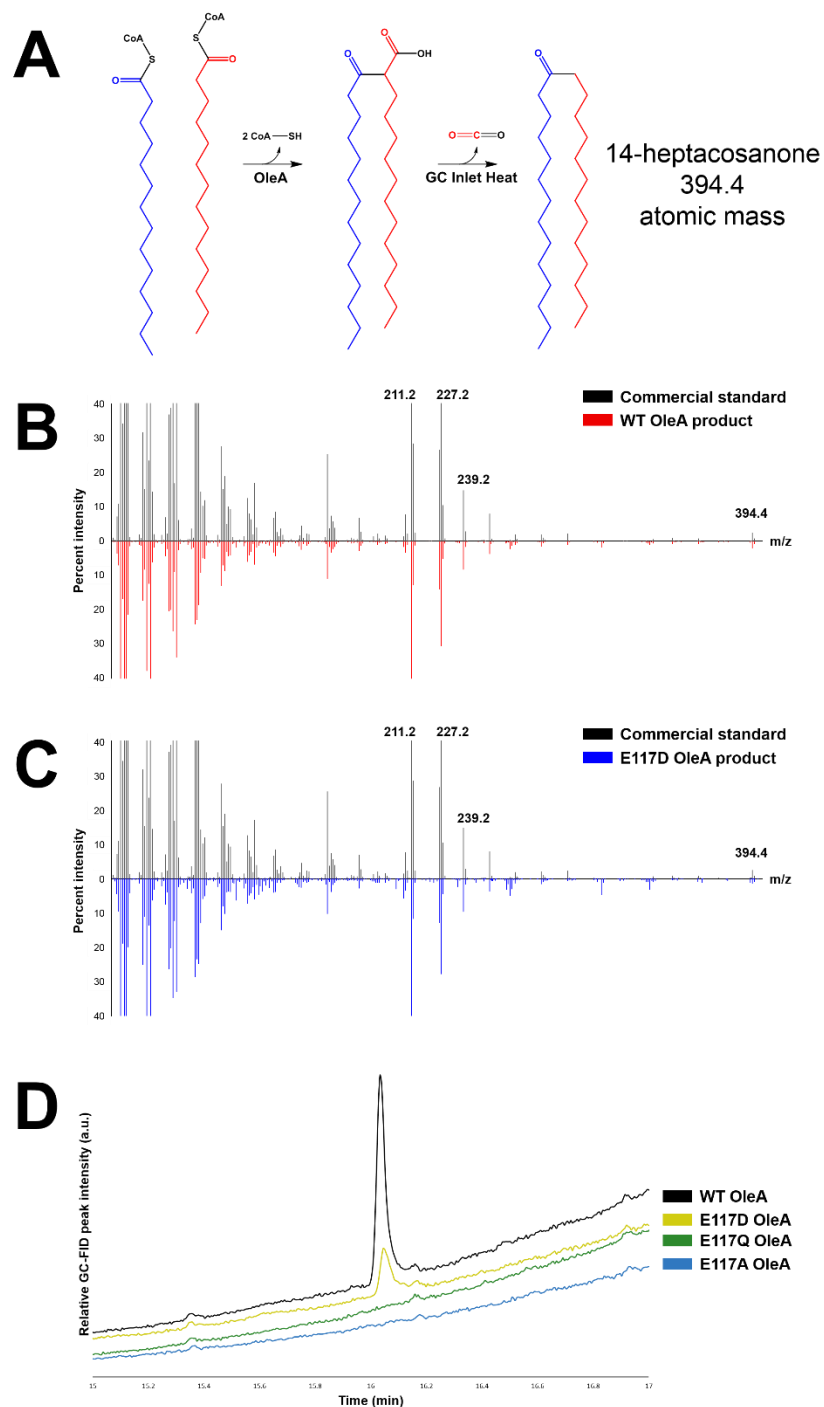 A
CoA
S
O
CoA
S
O
2 CoA—SH
OleA
O
O
OH
O=C=O
GC Inlet Heat
O
14-heptacosanone
394.4
atomic mass
B
Percent intensity
40
30
20
10
0
10
20
30
40
211.2
227.2
239.2
394.4
m/z
Commercial standard
WT OleA product
C
Percent intensity
40
30
20
10
0
10
20
30
40
211.2
227.2
239.2
394.4
m/z
Commercial standard
E117D OleA product
D
Relative GC-FID peak intensity (a.u.)
WT OleA
E117D OleA
E117Q OleA
E117A OleA
15 15.2 15.4 15.6 15.8 16 16.2 16.4 16.6 16.8 17
Time (min)